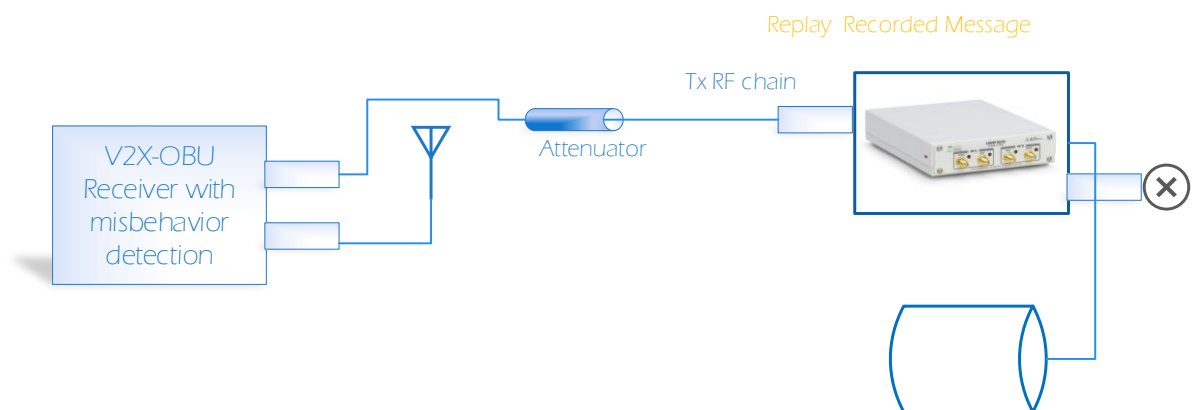 Replay Recorded Message
Tx RF chain
V2X-OBU
Receiver with
misbehavior
detection
Attenuator